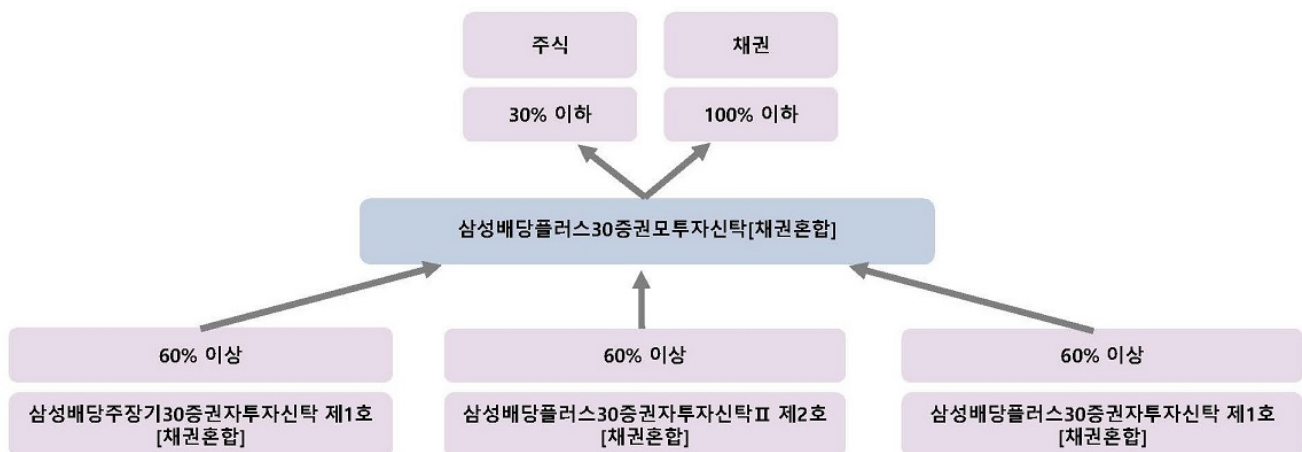 주식
채권
30% 이하
100% 이하
삼성배당플러스30증권모투자신탁[채권혼합]
60% 이상
60% 이상
60% 이상
삼성배당주장기30증권자투자신탁 제1호
[채권혼합]
삼성배당플러스30증권자투자신탁Ⅱ 제2호
[채권혼합]
삼성배당플러스30증권자투자신탁 제1호
[채권혼합]